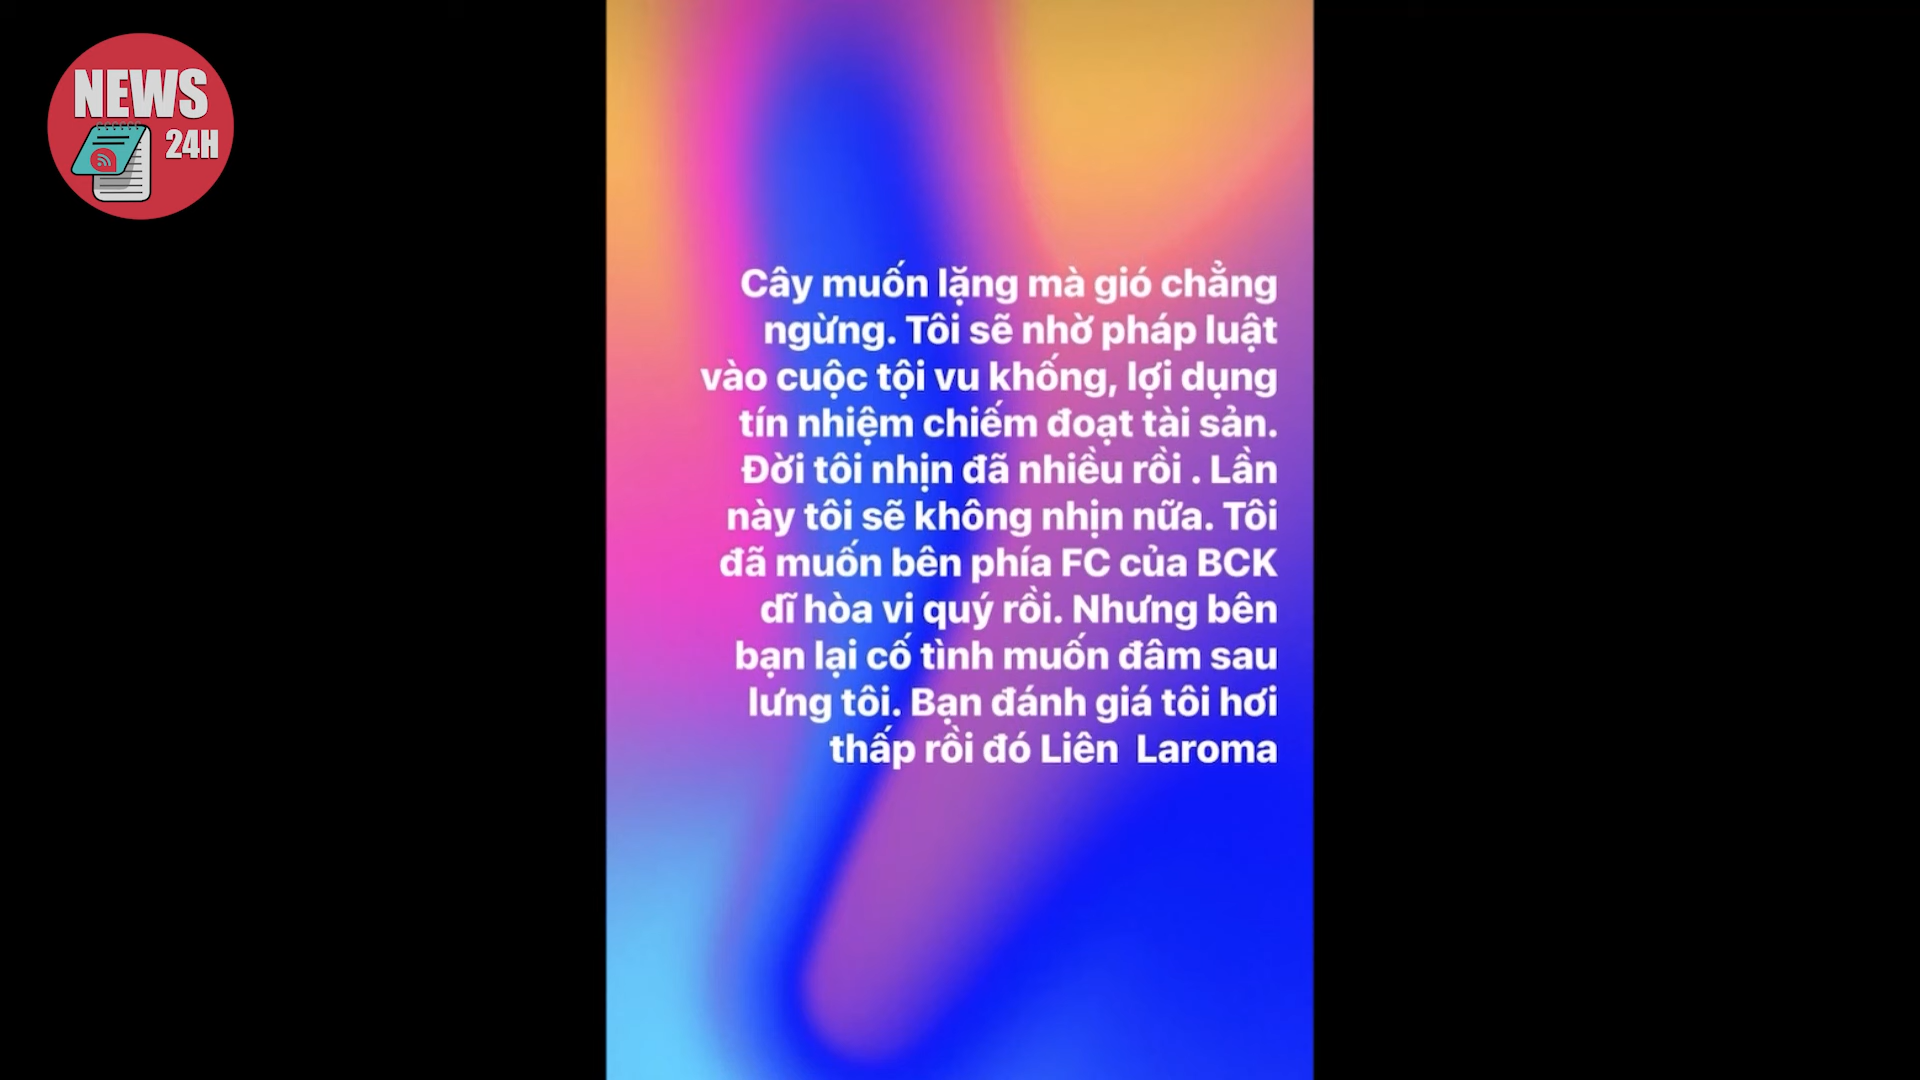 NEWS
24H
Cây muốn lặng mà gió chẳng
ngừng. Tôi sẽ nhờ pháp luật
vào cuộc tội vu khống, lợi dụng
tín nhiệm chiếm đoạt tài sản.
Đời tôi nhịn đã nhiều rồi . Lần
này tôi sẽ không nhịn nữa. Tôi
đã muốn bên phía FC của BCK
dĩ hòa vi quý rồi. Nhưng bên
bạn lại cố tình muốn đâm sau
lưng tôi. Bạn đánh giá tôi hơi
thấp rồi đó Liên  Laroma